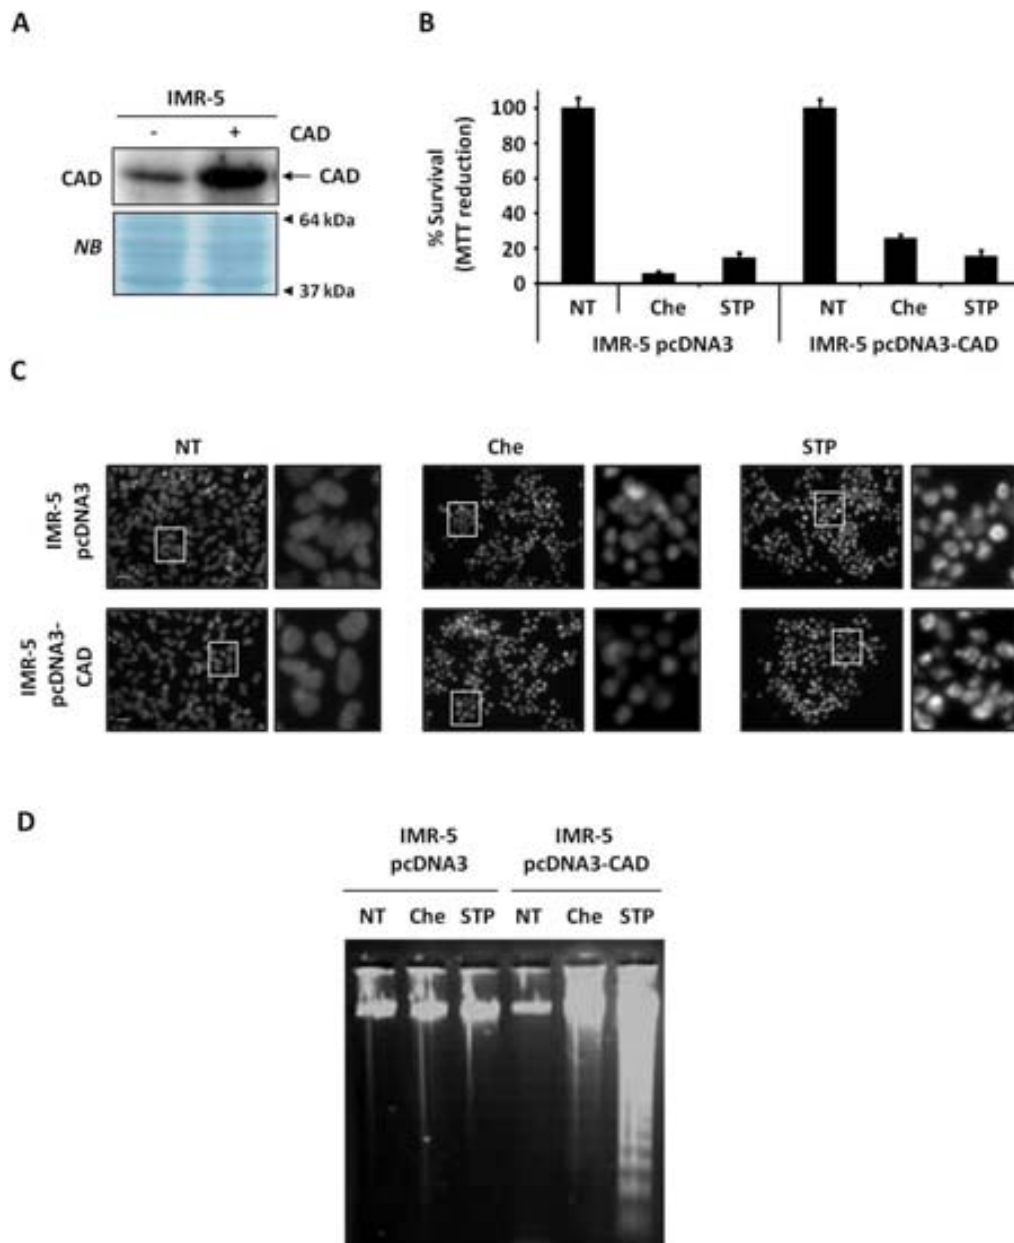 A
IMR-5
- + CAD
CAD
CAD
NB
64 kDa
37 kDa
B
% Survival
(MTT reduction)
100
80
60
40
20
0
NT Che STP NT Che STP
IMR-5 pcDNA3 IMR-5 pcDNA3-CAD
C
NT Che STP
IMR-5
pcDNA3
IMR-5
pcDNA3-
CAD
D
IMR-5 IMR-5
pcDNA3 pcDNA3-CAD
NT Che STP NT Che STP